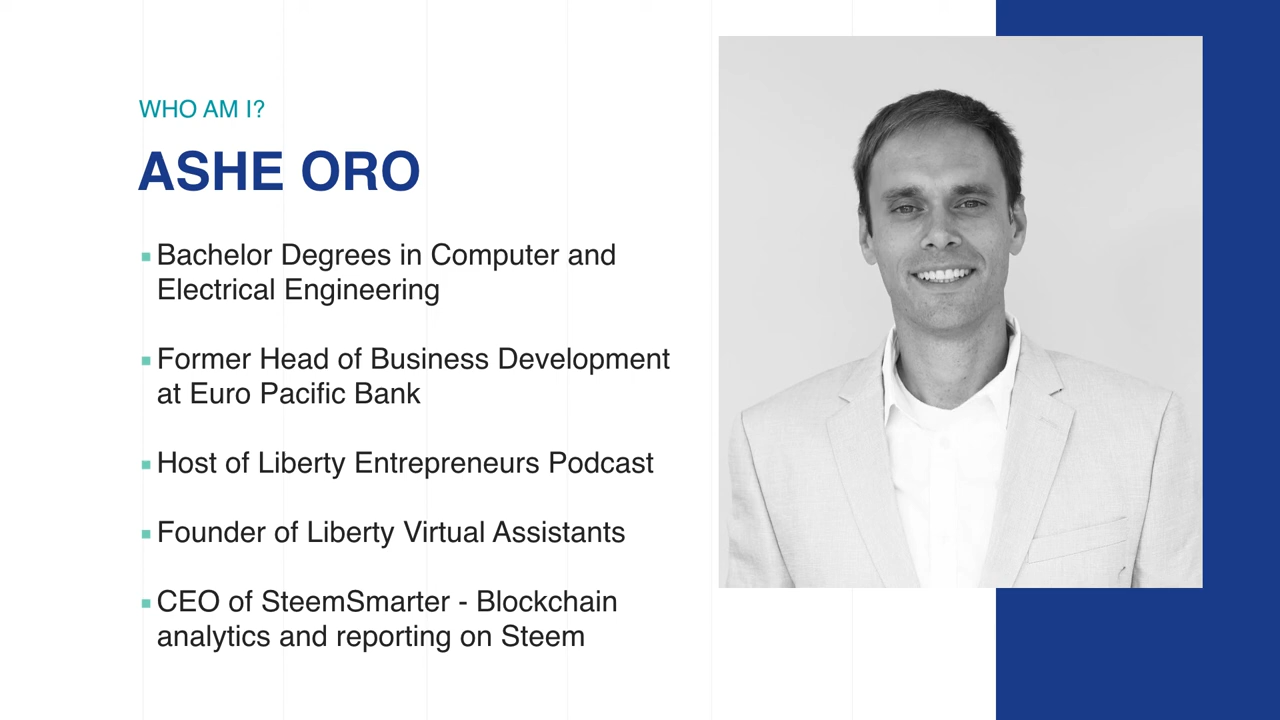 WHO AM I?
ASHE ORO
Bachelor Degrees in Computer and
Electrical Engineering
Former Head of Business Development
at Euro Pacific Bank
Host of Liberty Entrepreneurs Podcast
Founder of Liberty Virtual Assistants
CEO of SteemSmarter - Blockchain
analytics and reporting on Steem